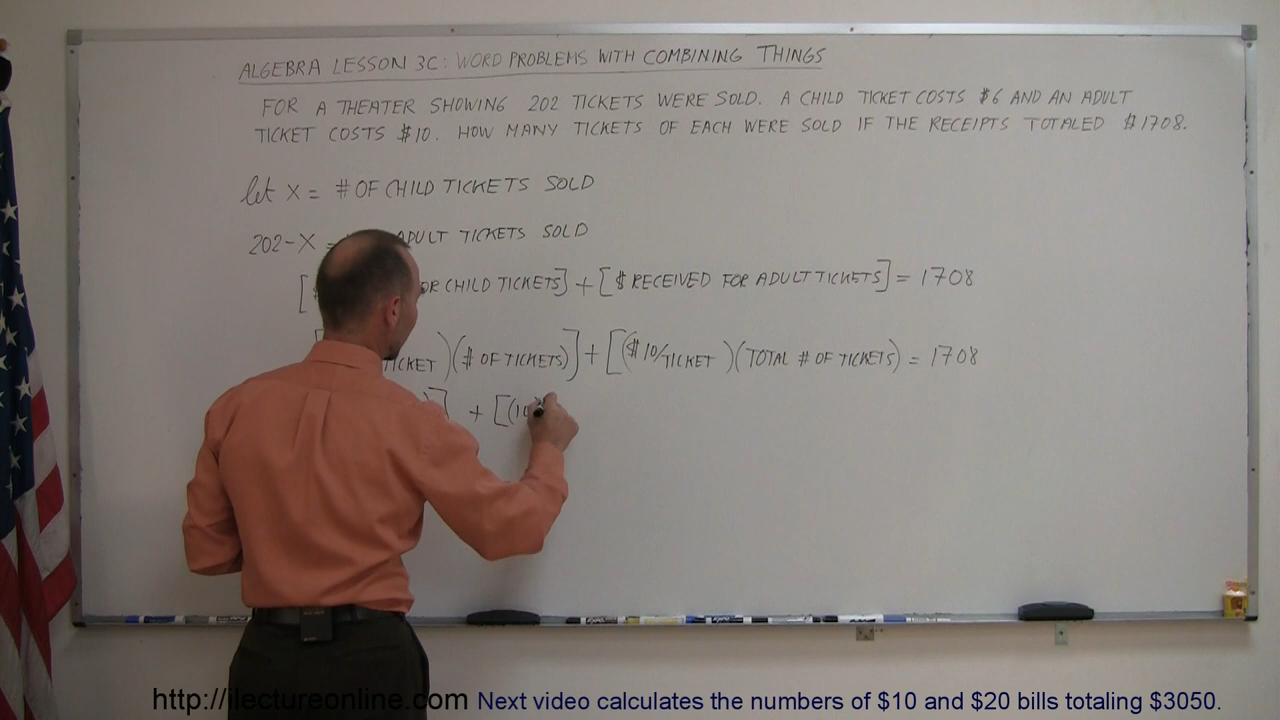 ALGEBRA LESSON 3C: WORD PROBLEMS WITH COMBINING THINGS
FOR A THEATER SHOWING 202 TICKETS WERE SOLD. A CHILD TICKET COSTS $6 AND AN ADULT
TICKET COSTS $10. HOW MANY TICKETS OF EACH WERE SOLD IF THE RECEIPTS TOTALED $1708.
let X = # OF CHILD TICKETS SOLD
202-X = ADULT TICKETS SOLD
[$ OR CHILD TICKETS] + [$ RECEIVED FOR ADULT TICKETS] = 1708
[ TICKET)(# OF TICKETS)] + [($10/TICKET)(TOTAL # OF TICKETS) = 1708
)] + [(10)
http://ilectureonline.com Next video calculates the numbers of $10 and $20 bills totaling $3050.